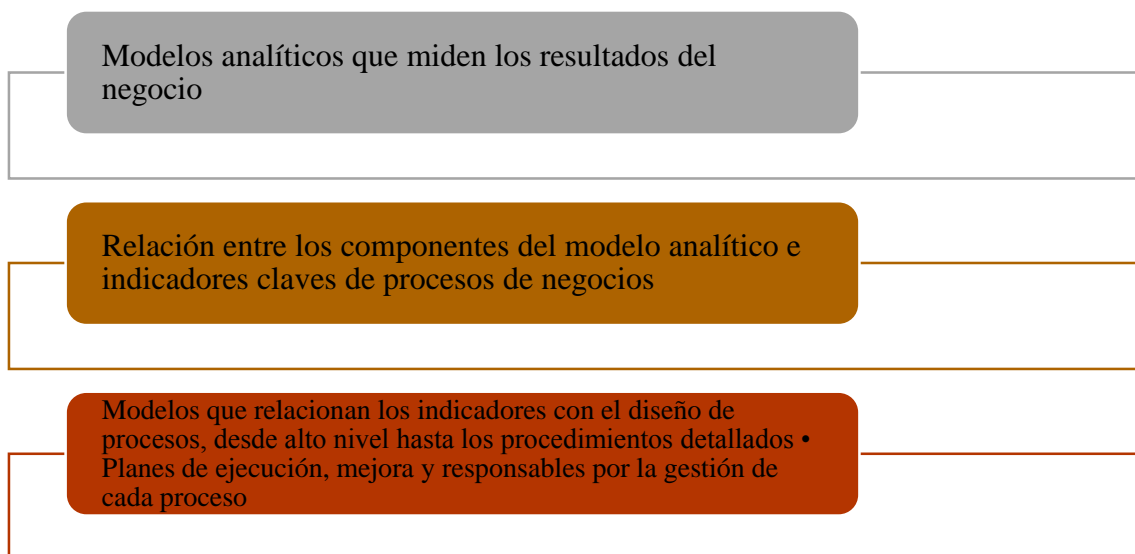 Modelos analíticos que miden los resultados del
negocio
Relación entre los componentes del modelo analítico e
indicadores claves de procesos de negocios
Modelos que relacionan los indicadores con el diseño de
procesos, desde alto nivel hasta los procedimientos detallados •
Planes de ejecución, mejora y responsables por la gestión de
cada proceso